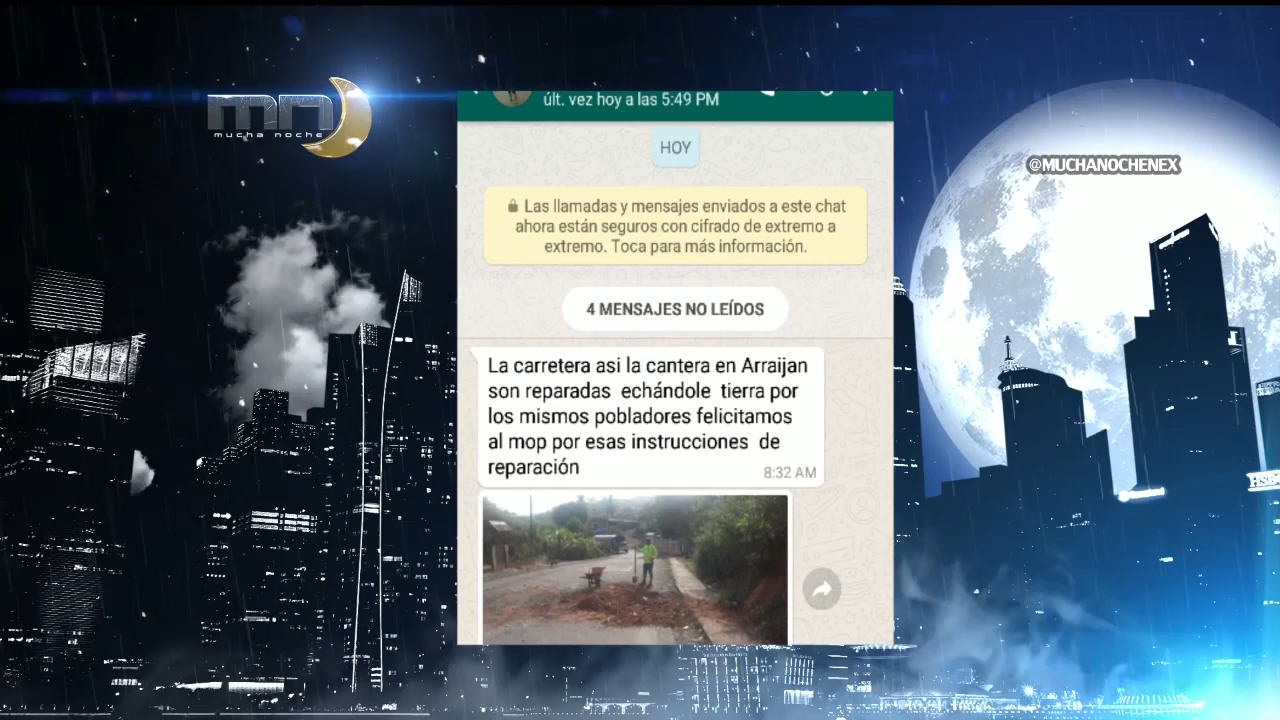 MN
mucha noche
@MUCHANOCHENEX
últ. vez hoy a las 5:49 PM
HOY
Las llamadas y mensajes enviados a este chat
ahora están seguros con cifrado de extremo a
extremo. Toca para más información.
4 MENSAJES NO LEÍDOS
La carretera asi la cantera en Arraijan
son reparadas echándole tierra por
los mismos pobladores felicitamos
al mop por esas instrucciones de
reparación
8:32 AM
HSBC